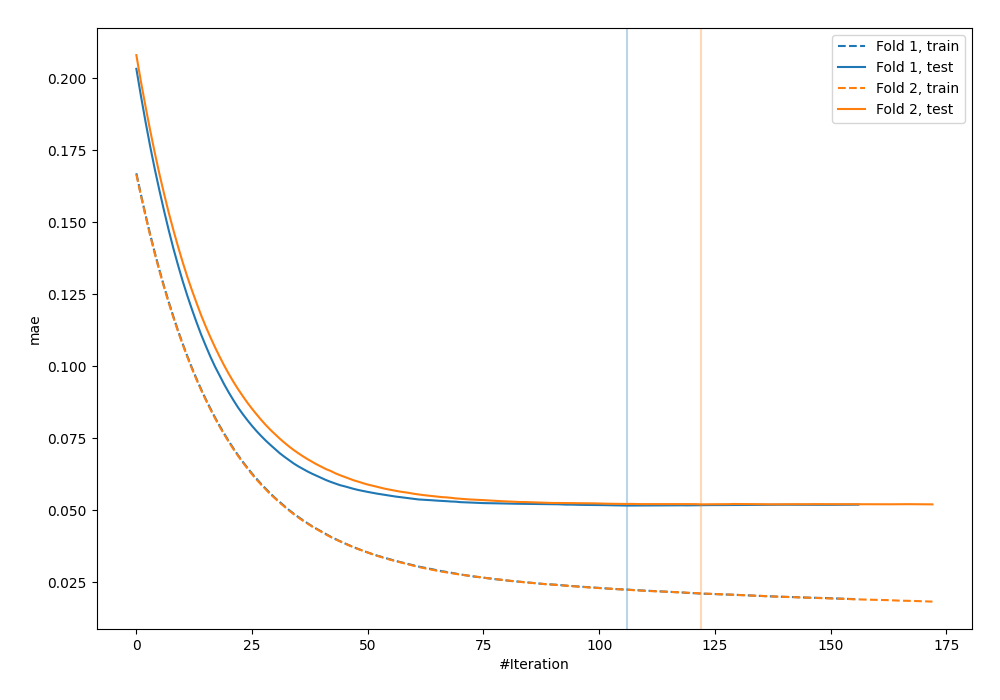 Fold 1, train
Fold 1, test
Fold 2, train
Fold 2, test
0.200
0.175
0.150
0.125
0.100
0.075
0.050
0.025
mae
0 25 50 75 100 125 150 175
#Iteration